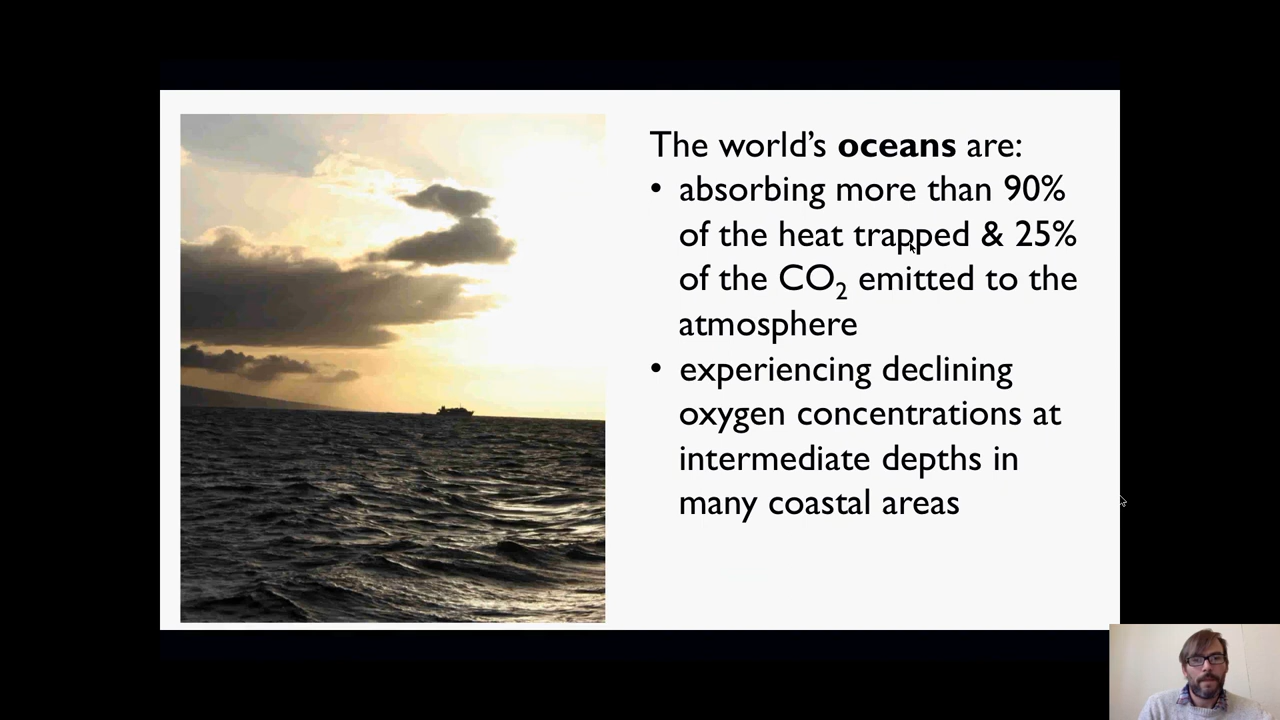 The world’s oceans are:
• absorbing more than 90%
of the heat trapped & 25%
of the CO₂ emitted to the
atmosphere
• experiencing declining
oxygen concentrations at
intermediate depths in
many coastal areas